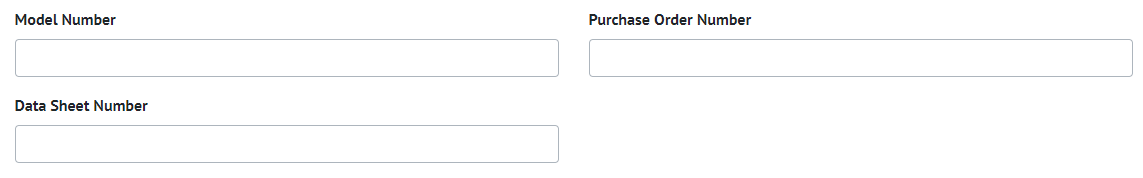 Model Number
Purchase Order Number
Data Sheet Number